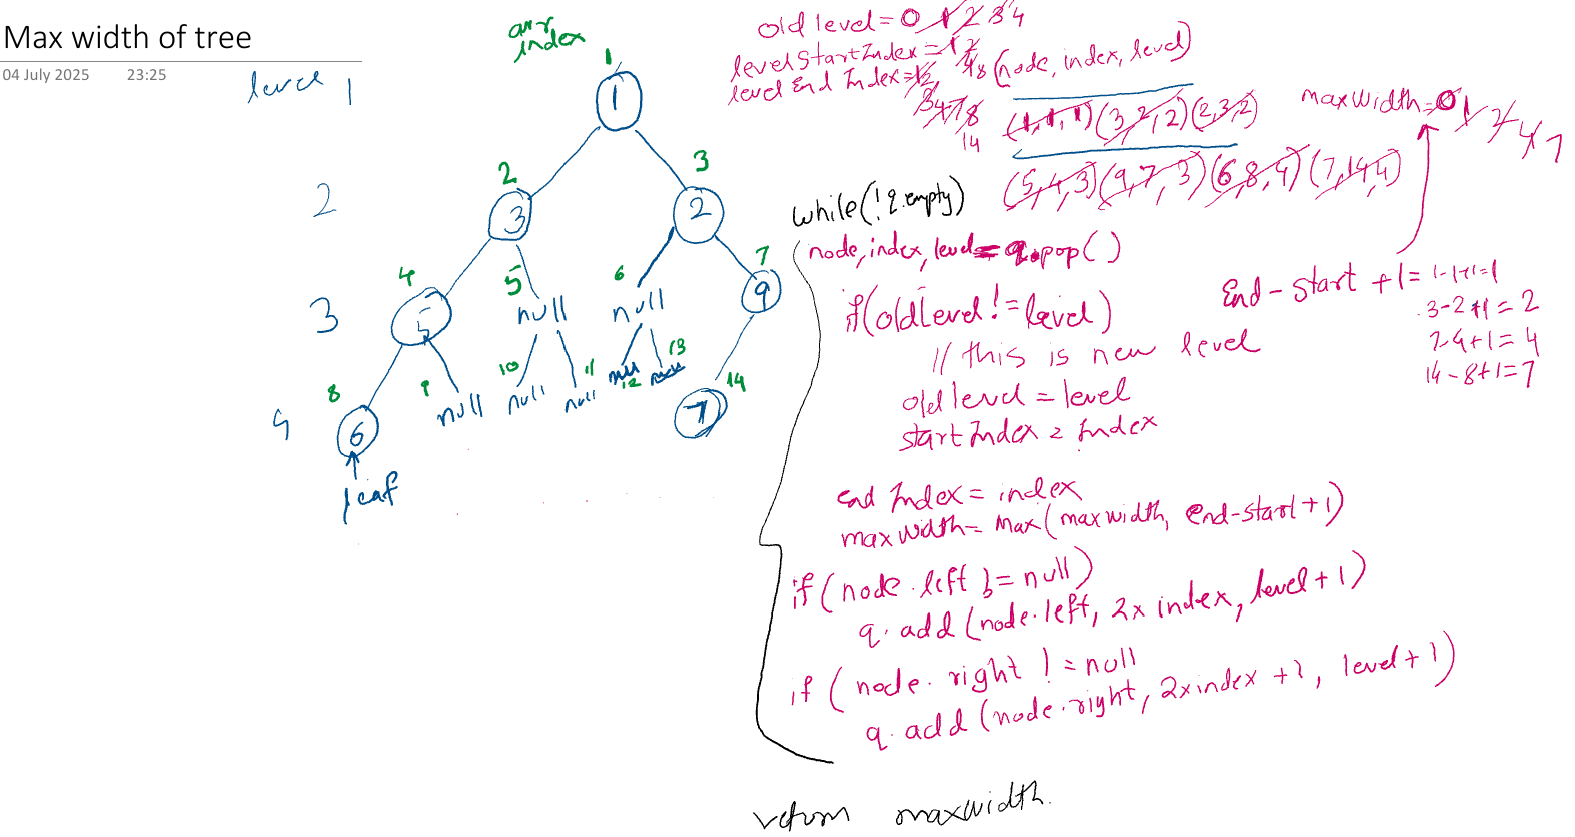 Max width of tree
04 July 2025 23:25
arr index
level 1
2
3
4
1
1
2
3
3
2
4
5
6
7
5
null
null
9
8
9
10
11
12
13
14
6
null
null
null
null
7
leaf
old level = 0 1 2 3 4
levelStartIndex = 1 2 4 8
level End Index = 1 2 3 4 7 8 14
(node, index, level)
(1, 1, 1) (3, 2, 2) (2, 3, 2)
(5, 4, 3) (9, 7, 3) (6, 8, 4) (7, 14, 4)
maxwidth = 0 1 2 4 7
End - start + 1 = 1-1+1=1
3-2+1 = 2
7-4+1 = 4
14-8+1=7
while(!q.empty)
node, index, level = q.pop()
if(oldLevel != level)
// this is new level
old level = level
startIndex = Index
end Index = index
maxwidth = Max(maxwidth, end-start+1)
if (node.left != null)
q.add (node.left, 2x index, level+1)
if (node.right != null
q.add (node.right, 2xindex +1, level+1)
return maxwidth.